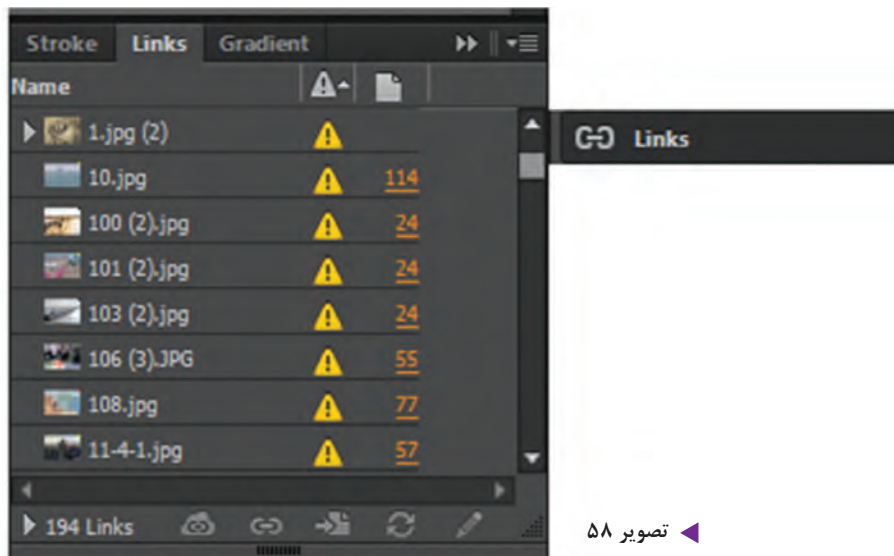 Stroke Links Gradient
Name
1.jpg (2)
10.jpg 114
100 (2).jpg 24
101 (2).jpg 24
103 (2).jpg 24
106 (3).JPG 55
108.jpg 77
11-4-1.jpg 57
194 Links
Links
تصویر ۵۸